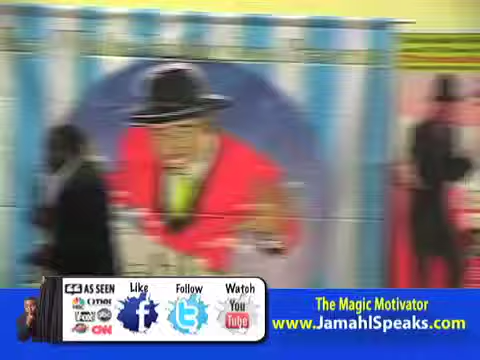 AS SEEN
Like
Follow
Watch
CNN
f
t
You
Tube
The Magic Motivator
www.JamahlSpeaks.com